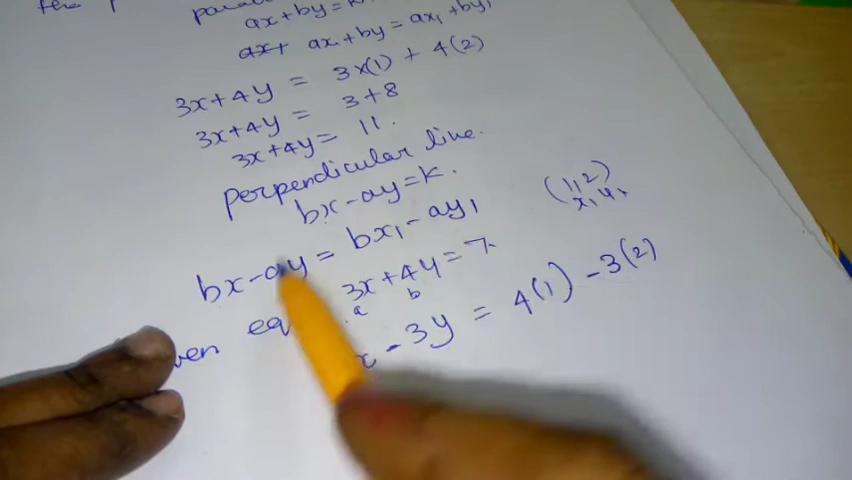 ax+by=k
ax+ ax+by = ax₁+by₁
3x+4y = 3×(1) + 4(2)
3x+4y = 3+8
3x+4y= 11.
perpendicular line.
bx-ay=k.
bx-ay = bx₁-ay₁
(1,2)
x₁ y₁
3x+4y=7
a b
eq
x-3y = 4(1) -3(2)